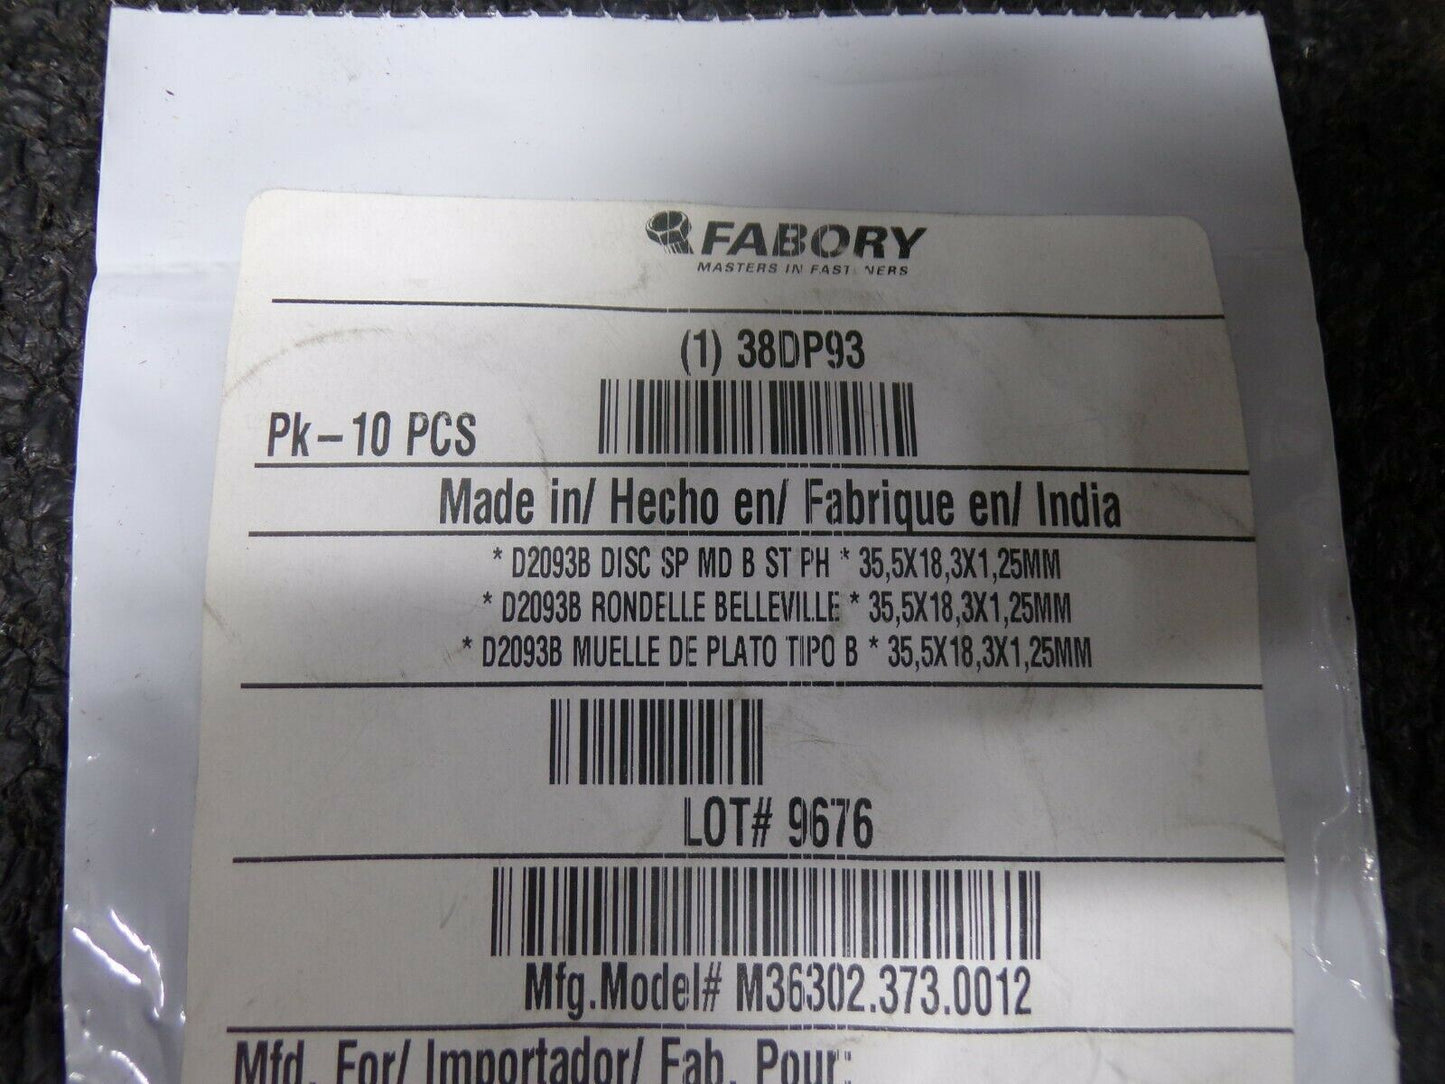 FABORY
MASTERS IN FASTENERS
(1) 38DP93
Pk-10 PCS
Made in/ Hecho en/ Fabrique en/ India
* D2093B DISC SP MD B ST PH * 35,5X18,3X1,25MM
* D2093B RONDELLE BELLEVILLE * 35,5X18,3X1,25MM
* D2093B MUELLE DE PLATO TIPO B * 35,5X18,3X1,25MM
LOT# 9676
Mfg.Model# M36302.373.0012
Mfd. For/ Importador/ Fab. Pour: